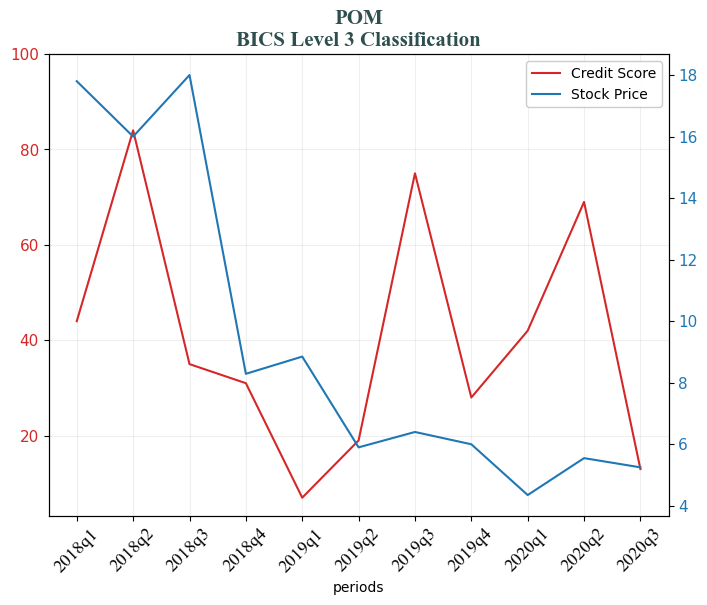 POM
BICS Level 3 Classification
Credit Score
Stock Price
100
80
60
40
20
18
16
14
12
10
8
6
4
2018q1
2018q2
2018q3
2018q4
2019q1
2019q2
2019q3
2019q4
2020q1
2020q2
2020q3
periods